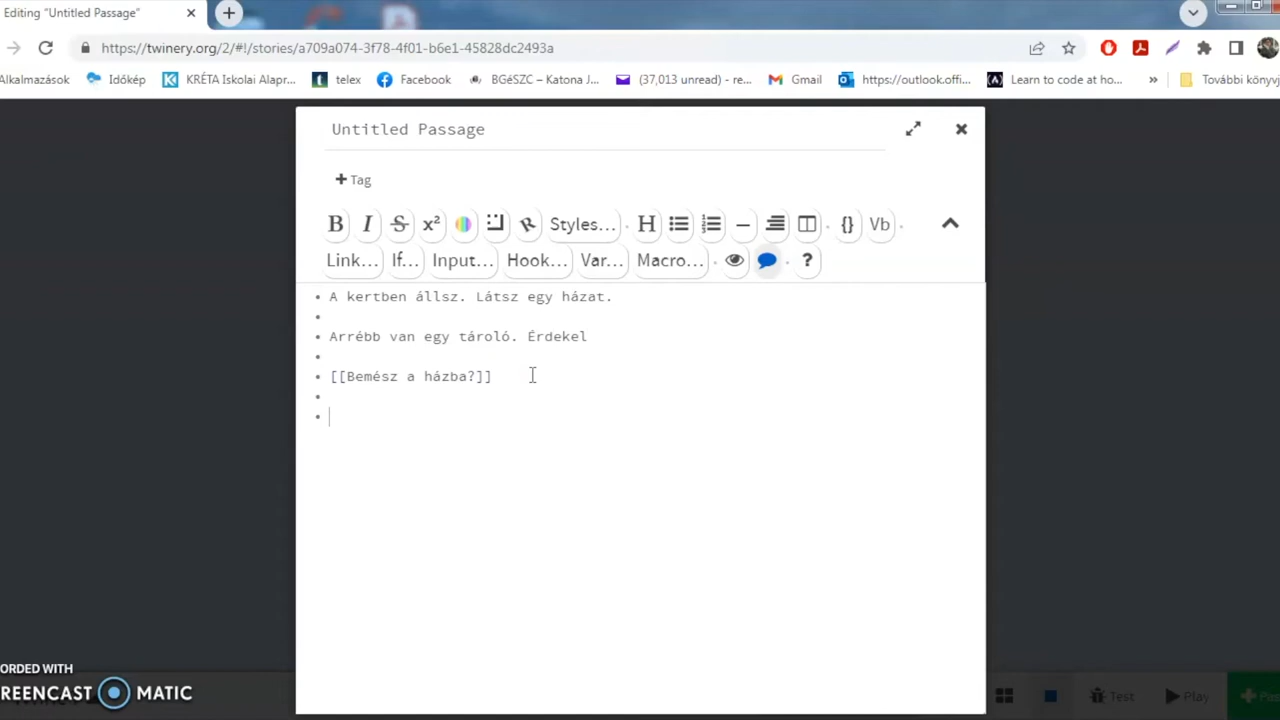 Editing "Untitled Passage"
https://twinery.org/2/#!/stories/a709a074-3f78-4f01-b6e1-45828dc2493a
Alkalmazások Időkép KRÉTA Iskolai Alapr... telex Facebook BGéSZC – Katona J... (37,013 unread) - re... Gmail https://outlook.offi... Learn to code at ho... » További könyvj
Untitled Passage
+ Tag
B I S x² Styles... H {} Vb
Link... If... Input... Hook... Var... Macro... ?
• A kertben állsz. Látsz egy házat.
•
• Arrébb van egy tároló. Érdekel
•
• [[Bemész a házba?]]
•
•
ORDED WITH
REENCAST MATIC
Test Play + Pas